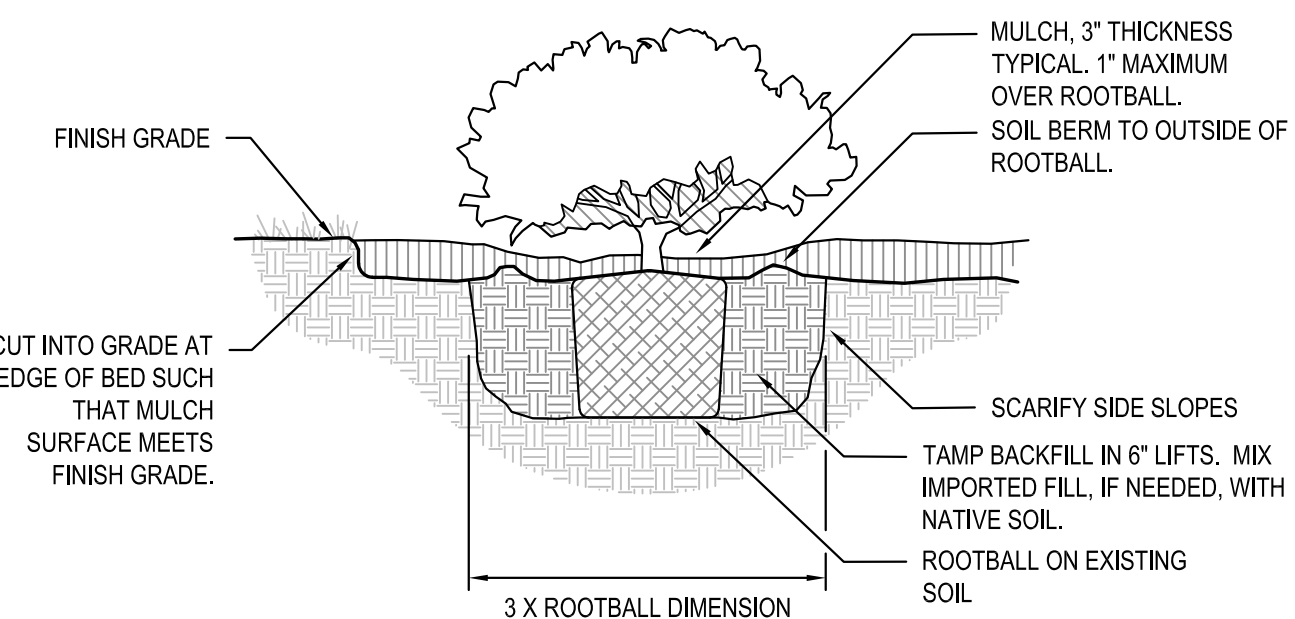 MULCH, 3" THICKNESS
TYPICAL. 1" MAXIMUM
OVER ROOTBALL.
SOIL BERM TO OUTSIDE OF
ROOTBALL.
FINISH GRADE
CUT INTO GRADE AT
EDGE OF BED SUCH
THAT MULCH
SURFACE MEETS
FINISH GRADE.
SCARIFY SIDE SLOPES
TAMP BACKFILL IN 6" LIFTS. MIX
IMPORTED FILL, IF NEEDED, WITH
NATIVE SOIL.
ROOTBALL ON EXISTING
SOIL
3 X ROOTBALL DIMENSION